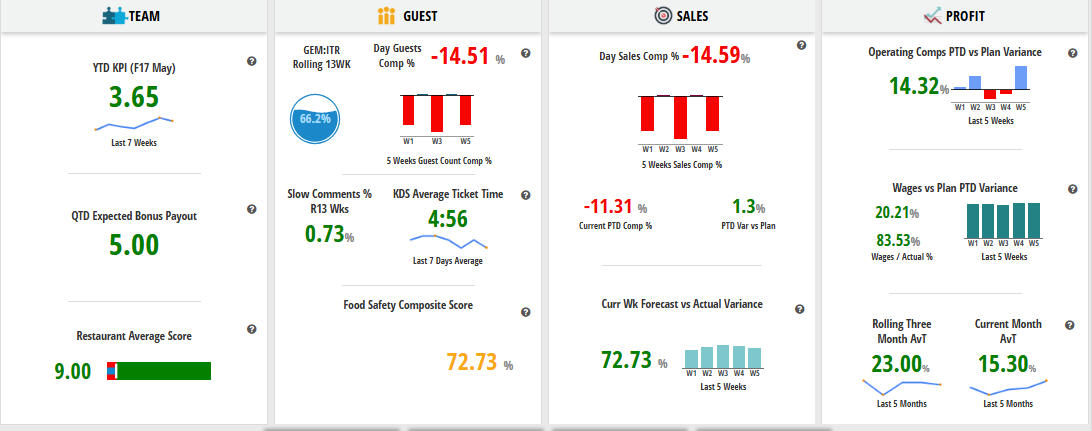 TEAM
YTD KPI (F17 May)
3.65
Last 7 Weeks
QTD Expected Bonus Payout
5.00
Restaurant Average Score
9.00
GUEST
GEM:ITR
Rolling 13WK
66.2%
Day Guests
Comp %
-14.51 %
W1 W3 W5
5 Weeks Guest Count Comp %
Slow Comments %
R13 Wks
0.73%
KDS Average Ticket Time
4:56
Last 7 Days Average
Food Safety Composite Score
72.73 %
SALES
Day Sales Comp % -14.59%
W1 W2 W3 W4 W5
5 Weeks Sales Comp %
-11.31 %
Current PTD Comp %
1.3%
PTD Var vs Plan
Curr Wk Forecast vs Actual Variance
72.73 %
W1 W2 W3 W4 W5
Last 5 Weeks
PROFIT
Operating Comps PTD vs Plan Variance
14.32%
W1 W2 W3 W4 W5
Last 5 Weeks
Wages vs Plan PTD Variance
20.21%
83.53%
Wages / Actual %
W1 W2 W3 W4 W5
Last 5 Weeks
Rolling Three
Month AvT
23.00%
Last 5 Months
Current Month
AvT
15.30%
Last 5 Months